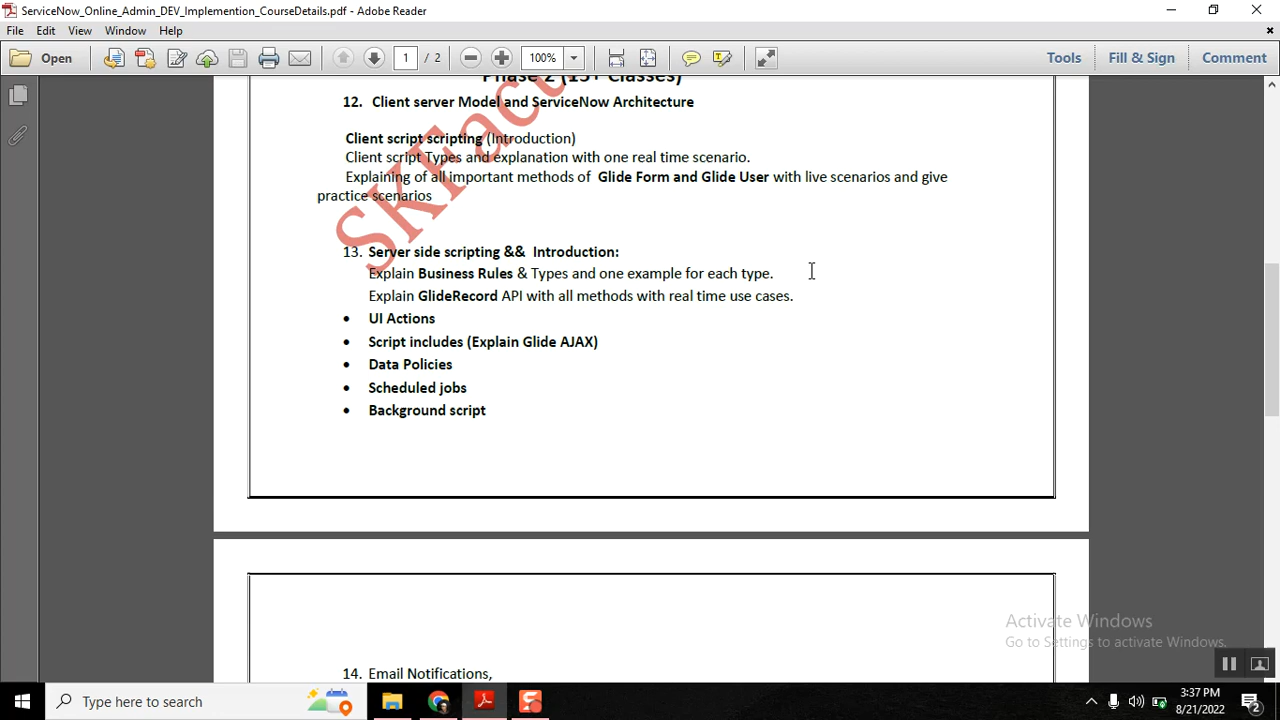 ServiceNow_Online_Admin_DEV_Implemention_CourseDetails.pdf - Adobe Reader
File Edit View Window Help
Open 1 / 2 100% Tools Fill & Sign Comment
Phase 2 (15+ Classes)
12. Client server Model and ServiceNow Architecture
Client script scripting (Introduction)
Client script Types and explanation with one real time scenario.
Explaining of all important methods of Glide Form and Glide User with live scenarios and give
practice scenarios
SKFact
13. Server side scripting && Introduction:
Explain Business Rules & Types and one example for each type.
Explain GlideRecord API with all methods with real time use cases.
• UI Actions
• Script includes (Explain Glide AJAX)
• Data Policies
• Scheduled jobs
• Background script
14. Email Notifications,
Activate Windows
Go to Settings to activate Windows.
Type here to search
3:37 PM
8/21/2022
2